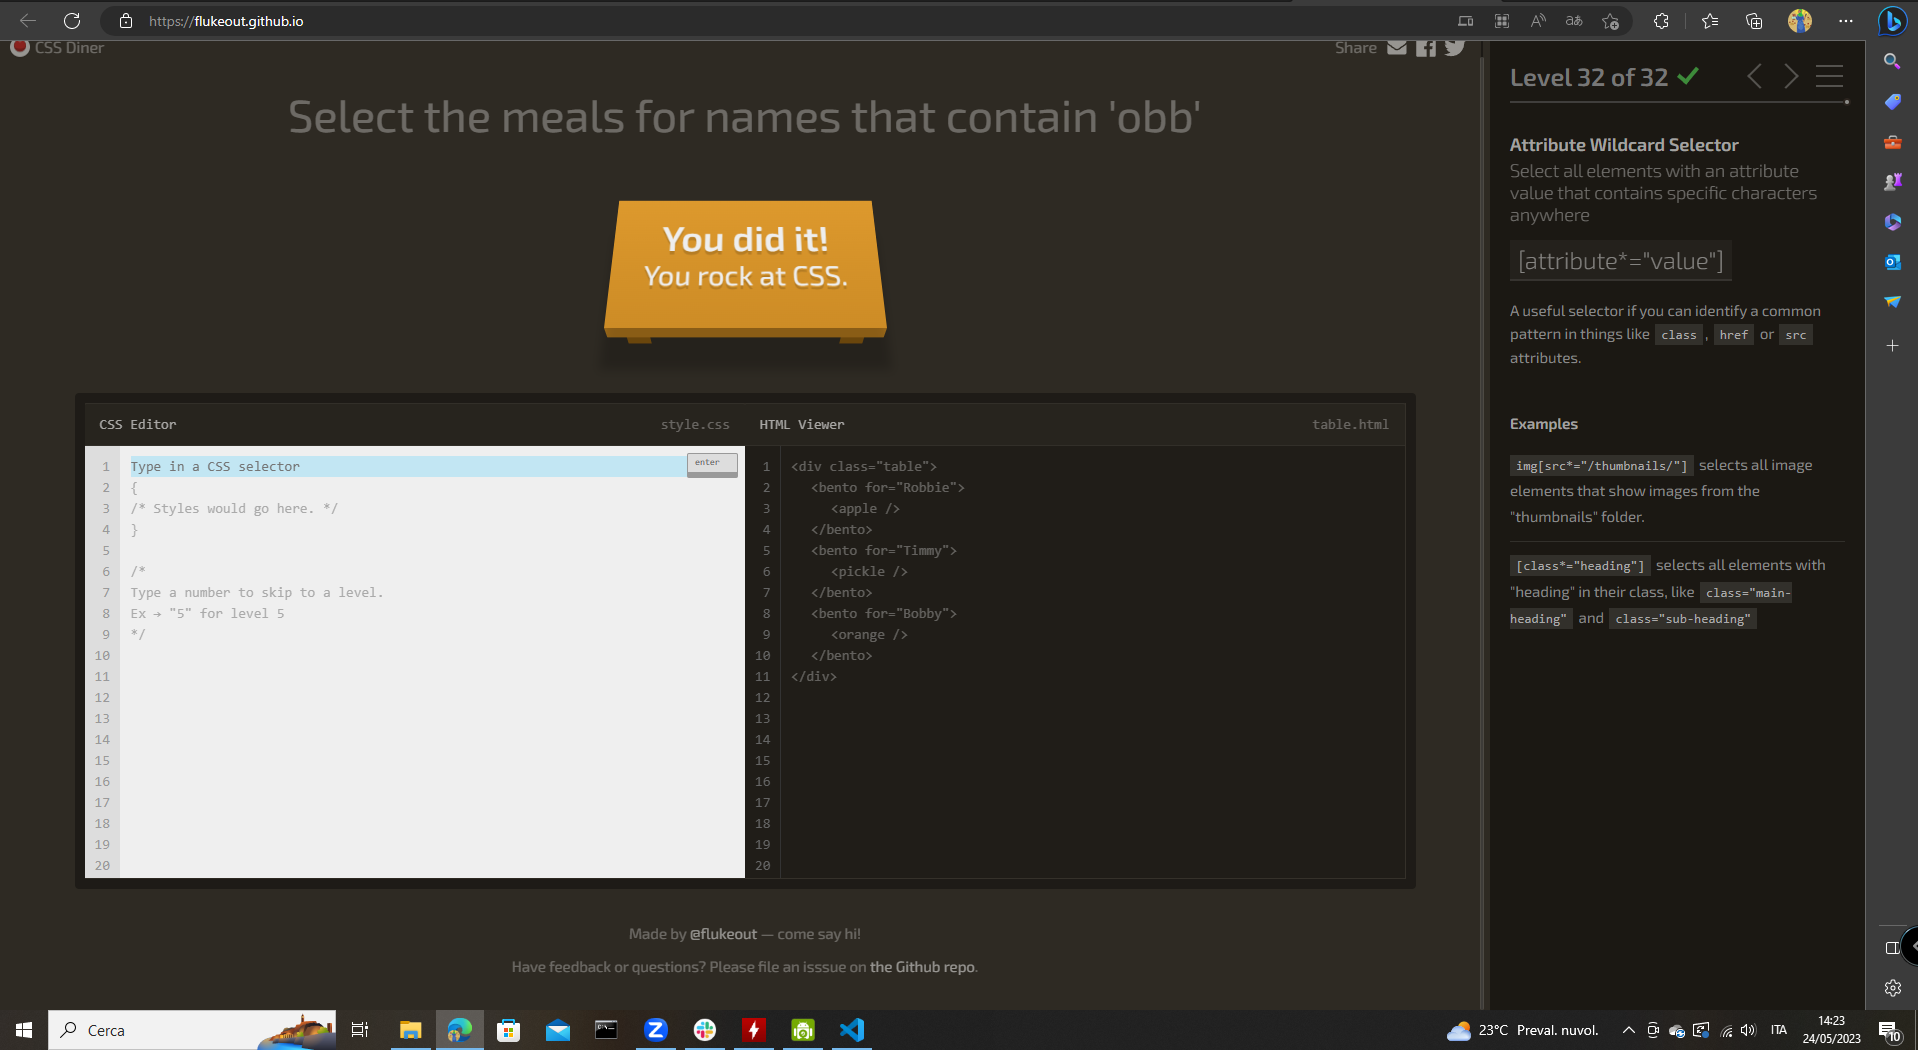 https://flukeout.github.io
CSS Diner
Share
Select the meals for names that contain 'obb'
You did it!
You rock at CSS.
CSS Editor
style.css
HTML Viewer
table.html
1
2
3
4
5
6
7
8
9
10
11
12
13
14
15
16
17
18
19
20
Type in a CSS selector
enter
{
/* Styles would go here. */
}
/*
Type a number to skip to a level.
Ex → "5" for level 5
*/
1
2
3
4
5
6
7
8
9
10
11
12
13
14
15
16
17
18
19
20
<div class="table">
<bento for="Robbie">
<apple />
</bento>
<bento for="Timmy">
<pickle />
</bento>
<bento for="Bobby">
<orange />
</bento>
</div>
Made by @flukeout — come say hi!
Have feedback or questions? Please file an isssue on the Github repo.
Level 32 of 32
Attribute Wildcard Selector
Select all elements with an attribute
value that contains specific characters
anywhere
[attribute*="value"]
A useful selector if you can identify a common
pattern in things like class , href or src
attributes.
Examples
img[src*="/thumbnails/"] selects all image
elements that show images from the
"thumbnails" folder.
[class*="heading"] selects all elements with
"heading" in their class, like class="main-
heading" and class="sub-heading"
Cerca
23°C Preval. nuvol.
ITA
14:23
24/05/2023
10